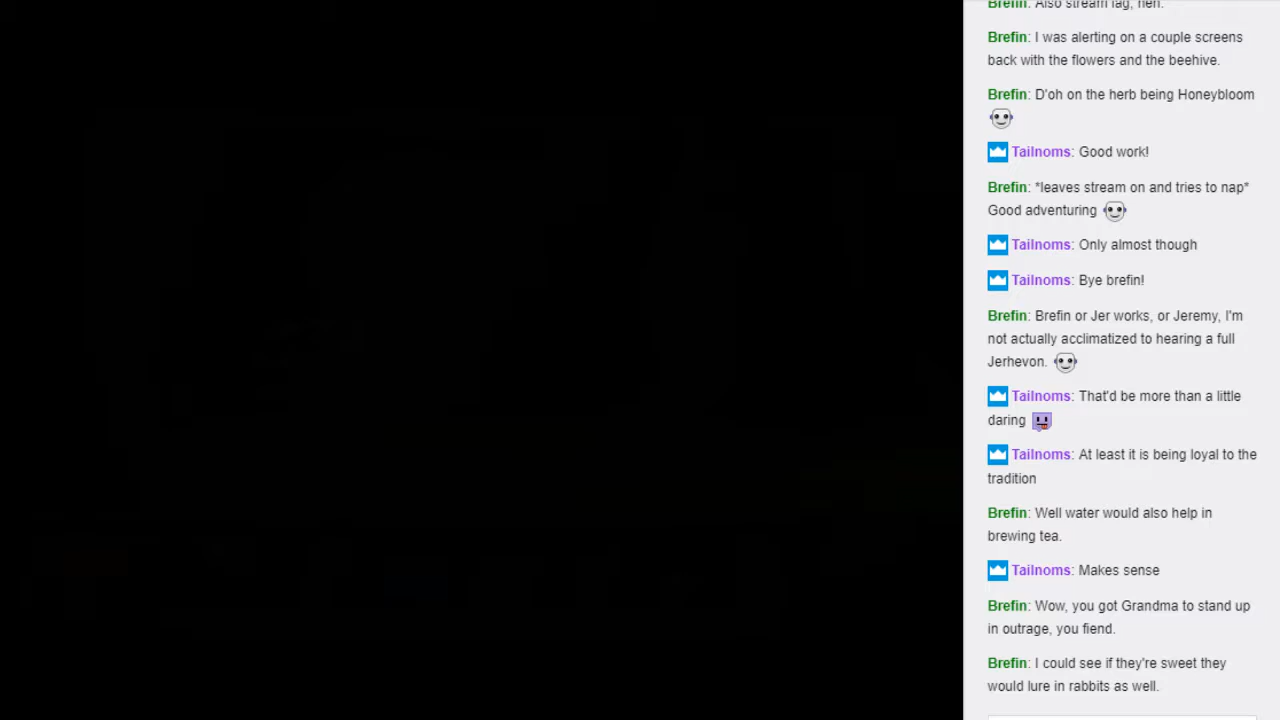 Brefin: Also stream lag, heh.
Brefin: I was alerting on a couple screens
back with the flowers and the beehive.
Brefin: D'oh on the herb being Honeybloom
Tailnoms: Good work!
Brefin: *leaves stream on and tries to nap*
Good adventuring
Tailnoms: Only almost though
Tailnoms: Bye brefin!
Brefin: Brefin or Jer works, or Jeremy, I'm
not actually acclimatized to hearing a full
Jerhevon.
Tailnoms: That'd be more than a little
daring
Tailnoms: At least it is being loyal to the
tradition
Brefin: Well water would also help in
brewing tea.
Tailnoms: Makes sense
Brefin: Wow, you got Grandma to stand up
in outrage, you fiend.
Brefin: I could see if they're sweet they
would lure in rabbits as well.